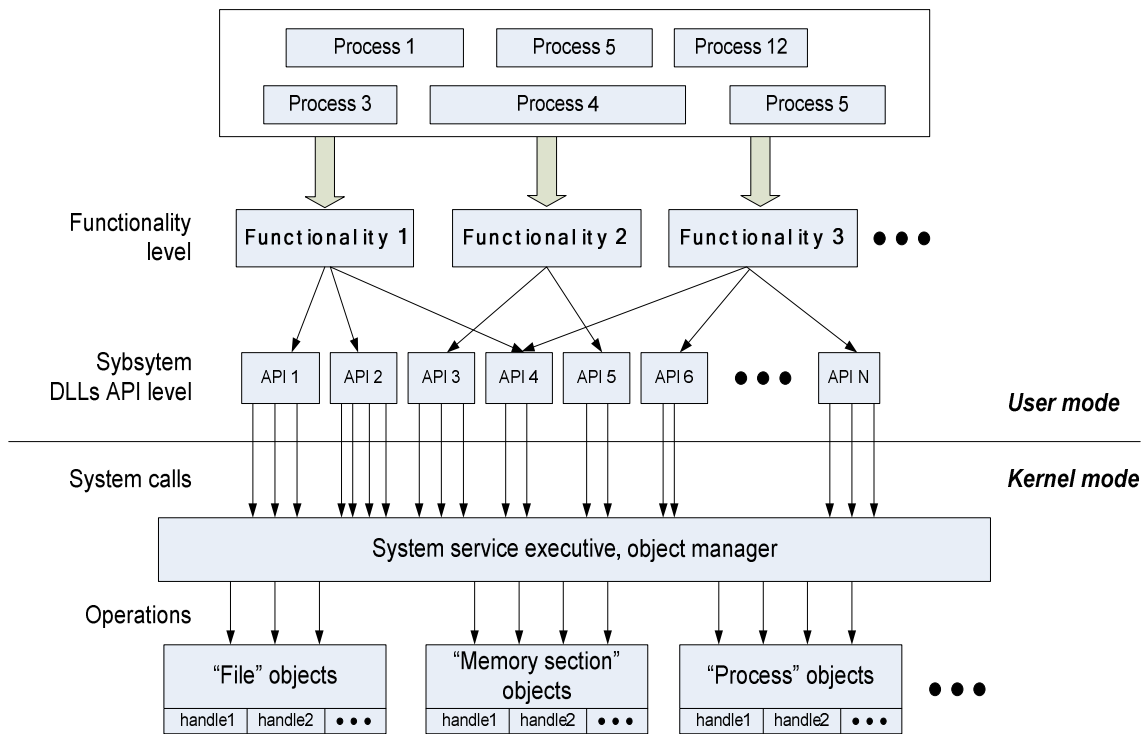 Process 1
Process 5
Process 12
Process 3
Process 4
Process 5
Functionality
level
Functionality 1
Functionality 2
Functionality 3
Sybsytem
DLLs API level
API 1
API 2
API 3
API 4
API 5
API 6
API N
User mode
System calls
Kernel mode
System service executive, object manager
Operations
“File” objects
“Memory section”
objects
“Process” objects
handle1
handle2
handle1
handle2
handle1
handle2